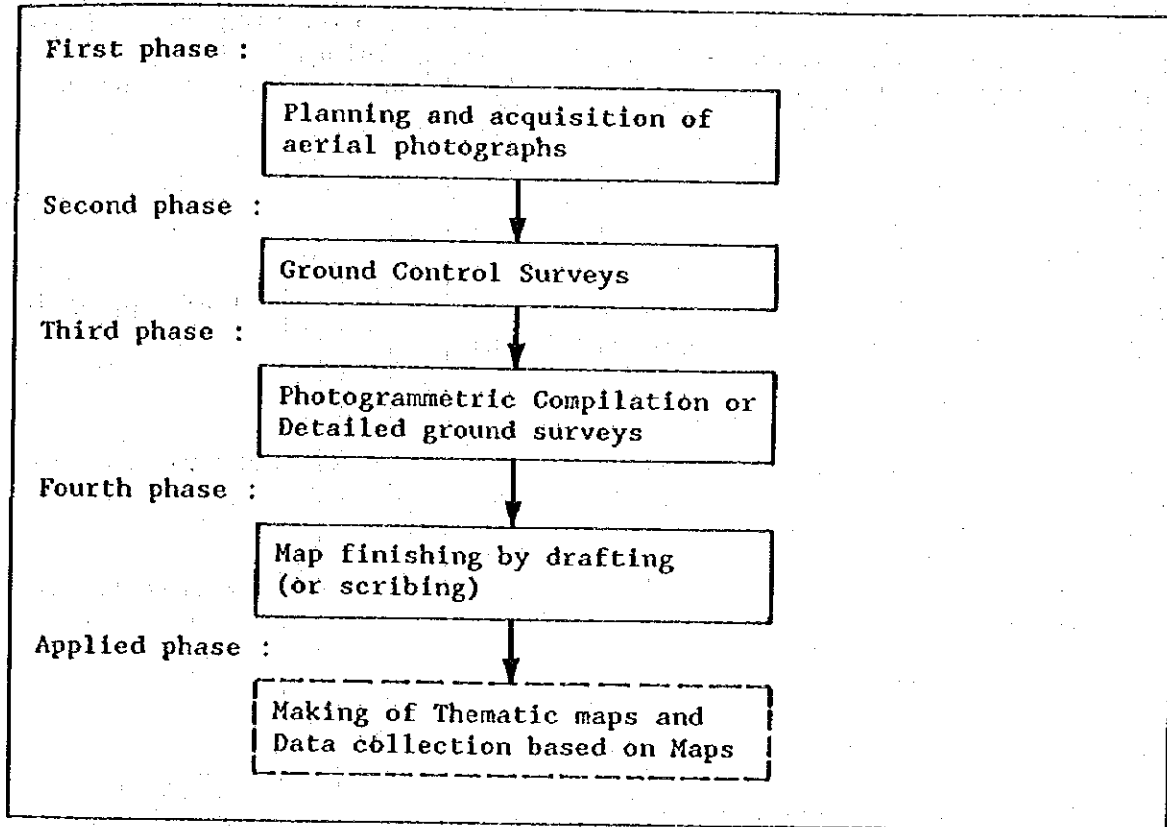 First phase :
Planning and acquisition of
aerial photographs
Second phase :
Ground Control Surveys
Third phase :
Photogrammetric Compilation or
Detailed ground surveys
Fourth phase :
Map finishing by drafting
(or scribing)
Applied phase :
Making of Thematic maps and
Data collection based on Maps